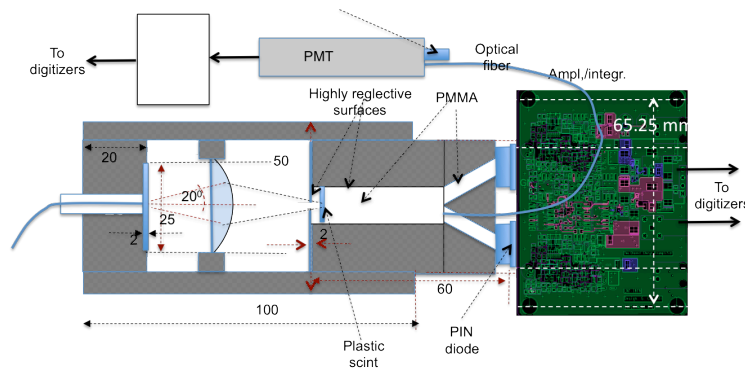 To
digitizers
PMT
Optical
fiber
Ampl./integr.
Highly reglective
surfaces
PMMA
65.25 mm
20
50
20⁰
25
2
2
To
digitizers
60
100
Plastic
scint
PIN
diode